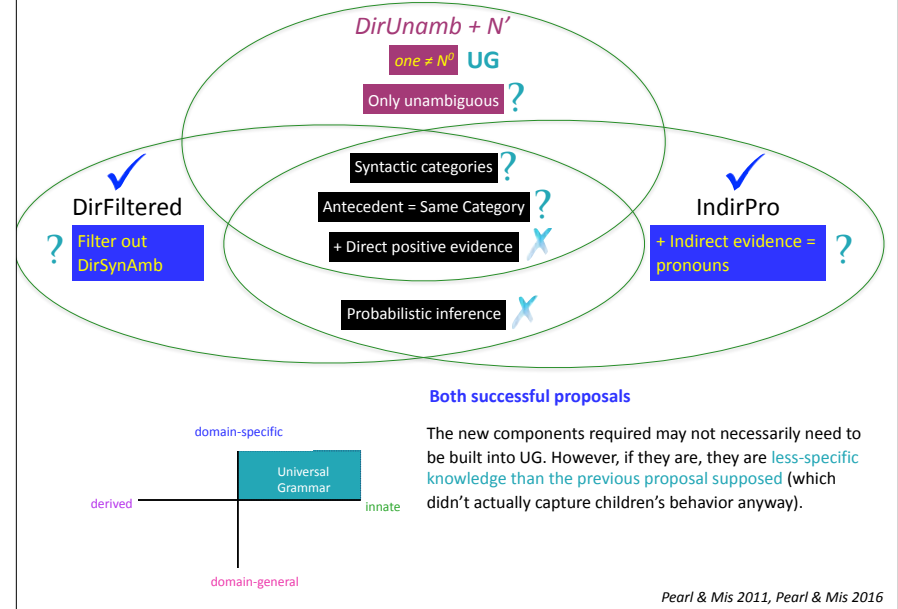 DirUnamb + N’
one ≠ N⁰ UG
Only unambiguous ?
Syntactic categories ?
DirFiltered
Antecedent = Same Category ?
IndirPro
? Filter out
DirSynAmb
+ Direct positive evidence ✗
+ Indirect evidence =
pronouns ?
Probabilistic inference ✗
Both successful proposals
The new components required may not necessarily need to
be built into UG. However, if they are, they are less-specific
knowledge than the previous proposal supposed (which
didn’t actually capture children’s behavior anyway).
domain-specific
Universal
Grammar
derived
innate
domain-general
Pearl & Mis 2011, Pearl & Mis 2016